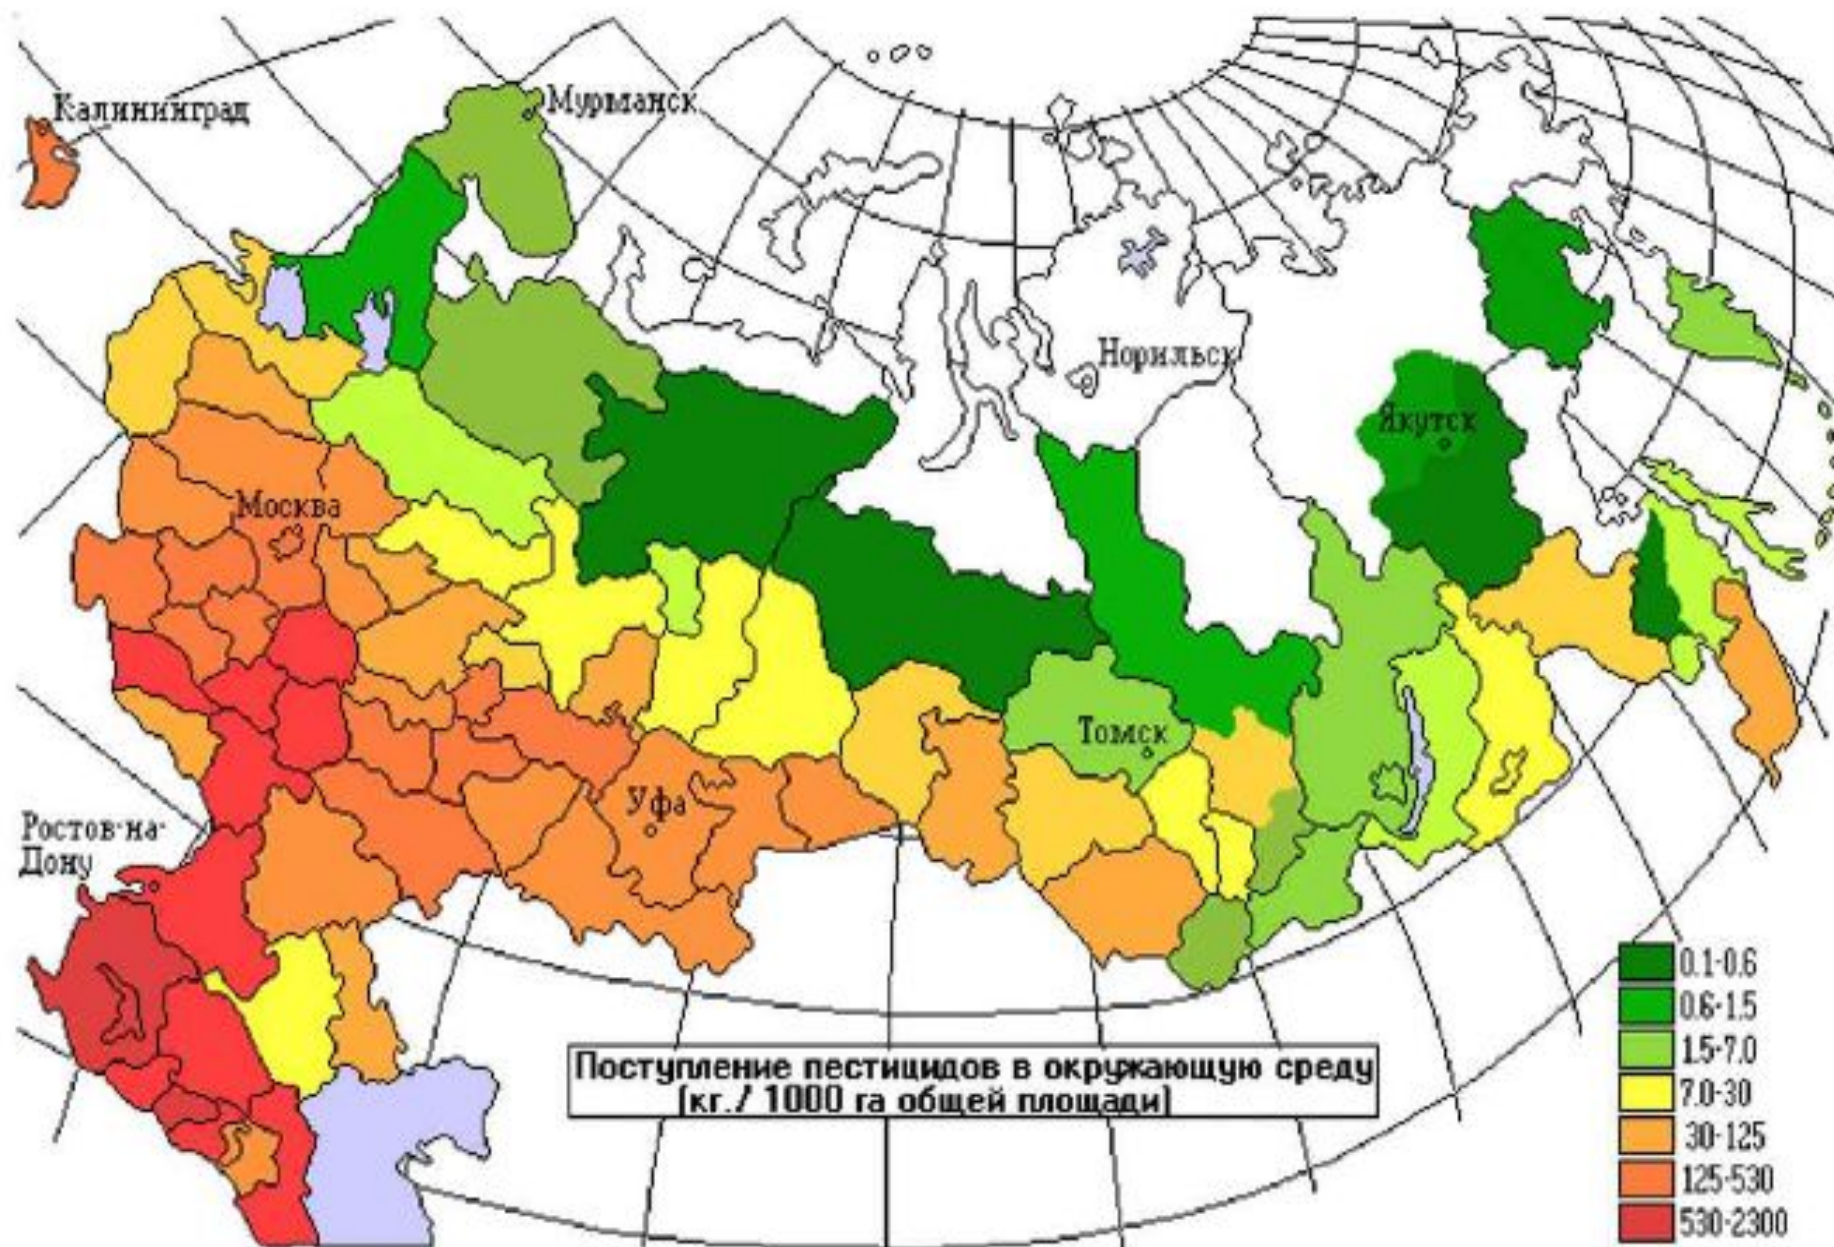 Калининград
Мурманск
Норильск
Якутск
Москва
Томск
Уфа
Ростов-на-
Дону
Поступление пестицидов в окружающую среду
(кг./ 1000 га общей площади)
0.1-0.6
0.6-1.5
1.5-7.0
7.0-30
30-125
125-530
530-2300